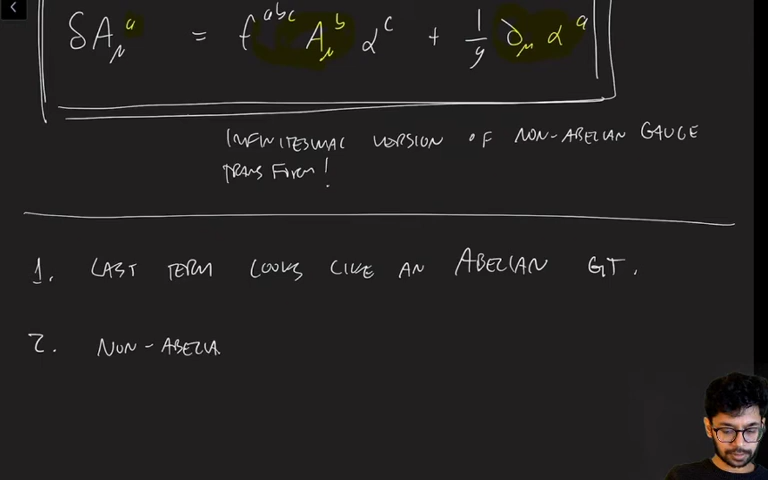 δA_μ^a = f^{abc} A_μ^b α^c + 1/g ∂_μ α^a
INFINITESIMAL VERSION OF NON-ABELIAN GAUGE
TRANSFORM!
1. LAST TERM LOOKS LIKE AN ABELIAN GT.
2. NON-ABELIA